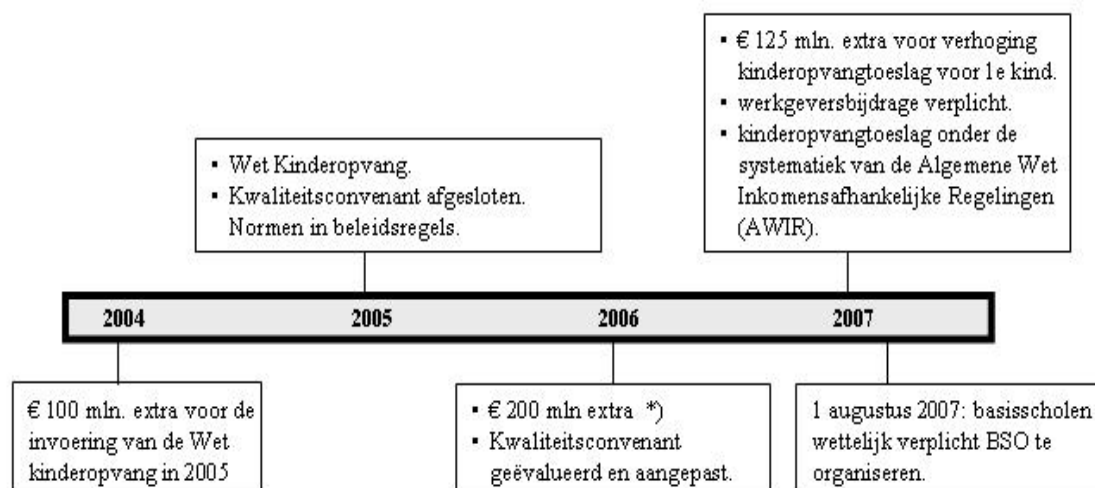 ▪ € 125 mln. extra voor verhoging
kinderopvangtoeslag voor 1e kind.
▪ werkgeversbijdrage verplicht.
▪ kinderopvangtoeslag onder de
systematiek van de Algemene Wet
Inkomensafhankelijke Regelingen
(AWIR).
▪ Wet Kinderopvang.
▪ Kwaliteitsconvenant afgesloten.
Normen in beleidsregels.
2004 2005 2006 2007
€ 100 mln. extra voor de
invoering van de Wet
kinderopvang in 2005
▪ € 200 mln extra *)
▪ Kwaliteitsconvenant
geëvalueerd en aangepast.
1 augustus 2007: basisscholen
wettelijk verplicht BSO te
organiseren.